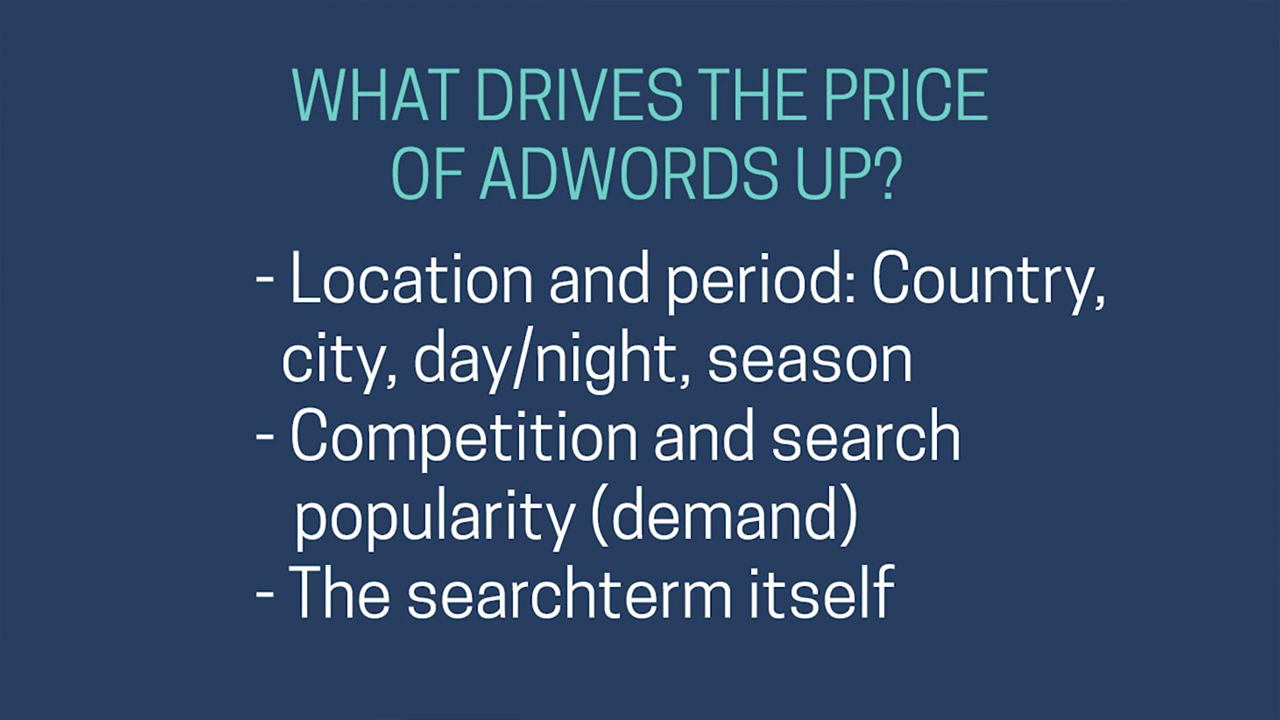 WHAT DRIVES THE PRICE
OF ADWORDS UP?
- Location and period: Country,
city, day/night, season
- Competition and search
popularity (demand)
- The searchterm itself